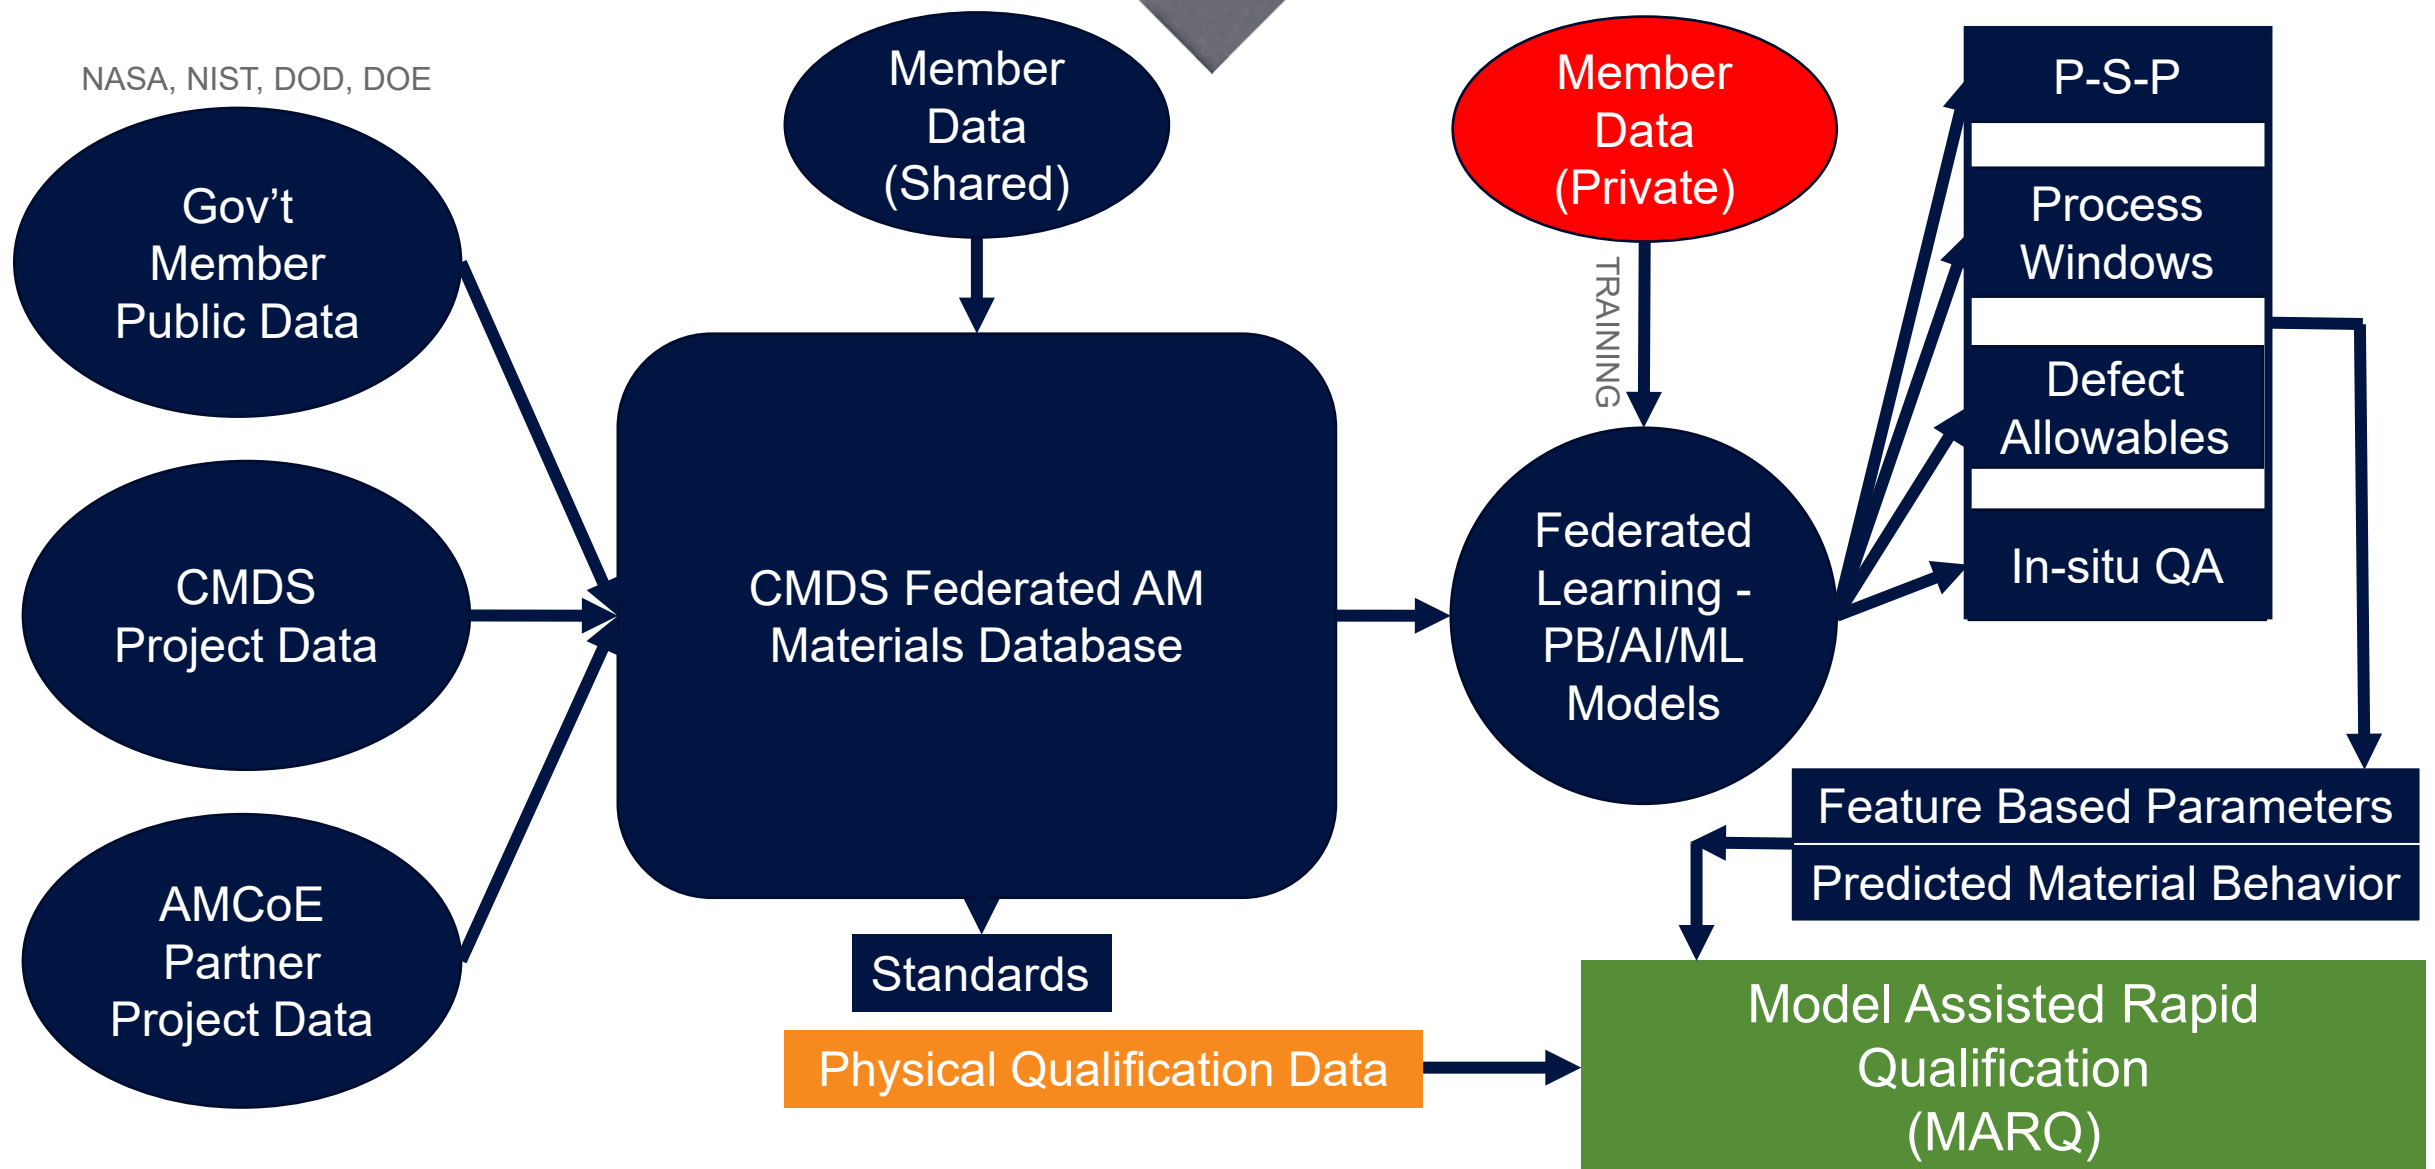 NASA, NIST, DOD, DOE
Gov’t
Member
Public Data
CMDS
Project Data
AMCoE
Partner
Project Data
Member
Data
(Shared)
CMDS Federated AM
Materials Database
Standards
Physical Qualification Data
Member
Data
(Private)
TRAINING
Federated
Learning -
PB/AI/ML
Models
P-S-P
Process
Windows
Defect
Allowables
In-situ QA
Feature Based Parameters
Predicted Material Behavior
Model Assisted Rapid
Qualification
(MARQ)